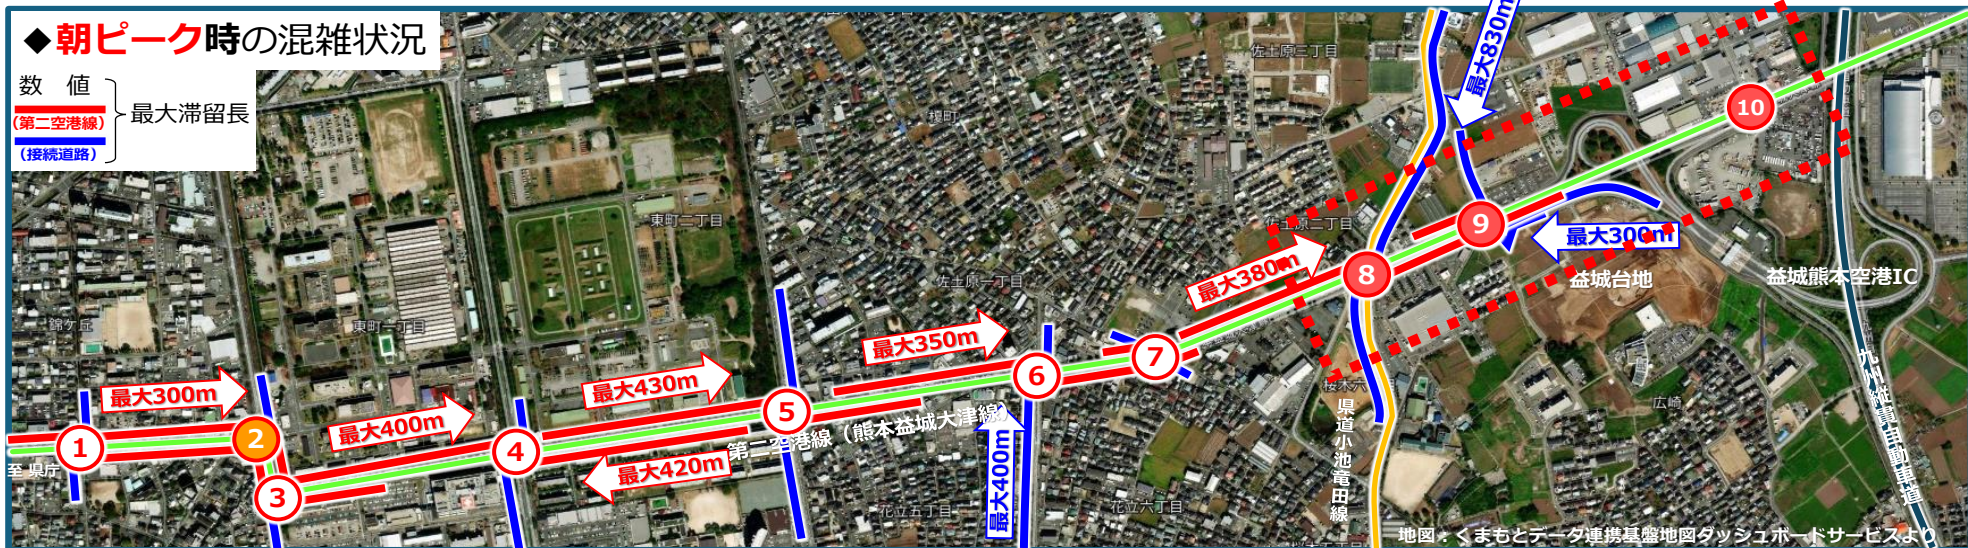 ◆朝ピーク時の混雑状況
数 値
(第二空港線)
(接続道路)
最大滞留長
最大830m
佐土原三丁目
榎町
10
東町二丁目
佐土原二丁目
9
最大300m
最大380m
8
益城台地
益城熊本空港IC
佐土原一丁目
錦ケ丘
東町一丁目
最大350m
7
最大430m
6
最大300m
5
九州縦貫自動車道
広崎
県道小池竜田線
最大400m
第二空港線（熊本益城大津線）
1
2
4
最大420m
至 県庁
3
最大400m
花立五丁目
花立六丁目
地図：くまもとデータ連携基盤地図ダッシュボードサービスより